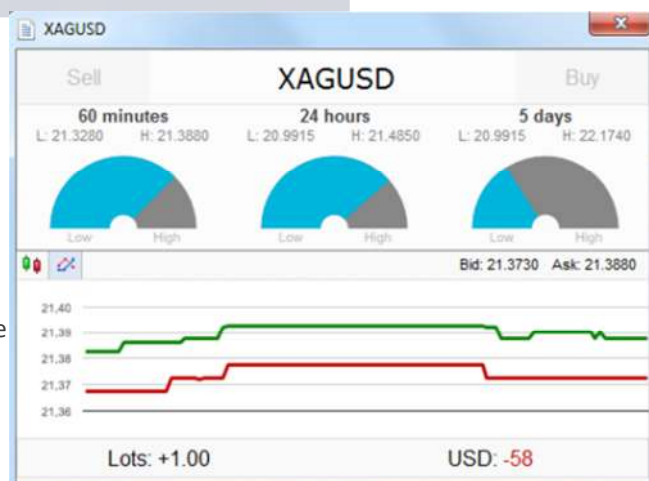 XAGUSD
Sell XAGUSD Buy
60 minutes 24 hours 5 days
L: 21.3280 H: 21.3880 L: 20.9915 H: 21.4850 L: 20.9915 H: 22.1740
Low High Low High Low High
Bid: 21.3730 Ask: 21.3880
21,40
21,39
e
21,38
21,37
21,36
Lots: +1.00 USD: -58